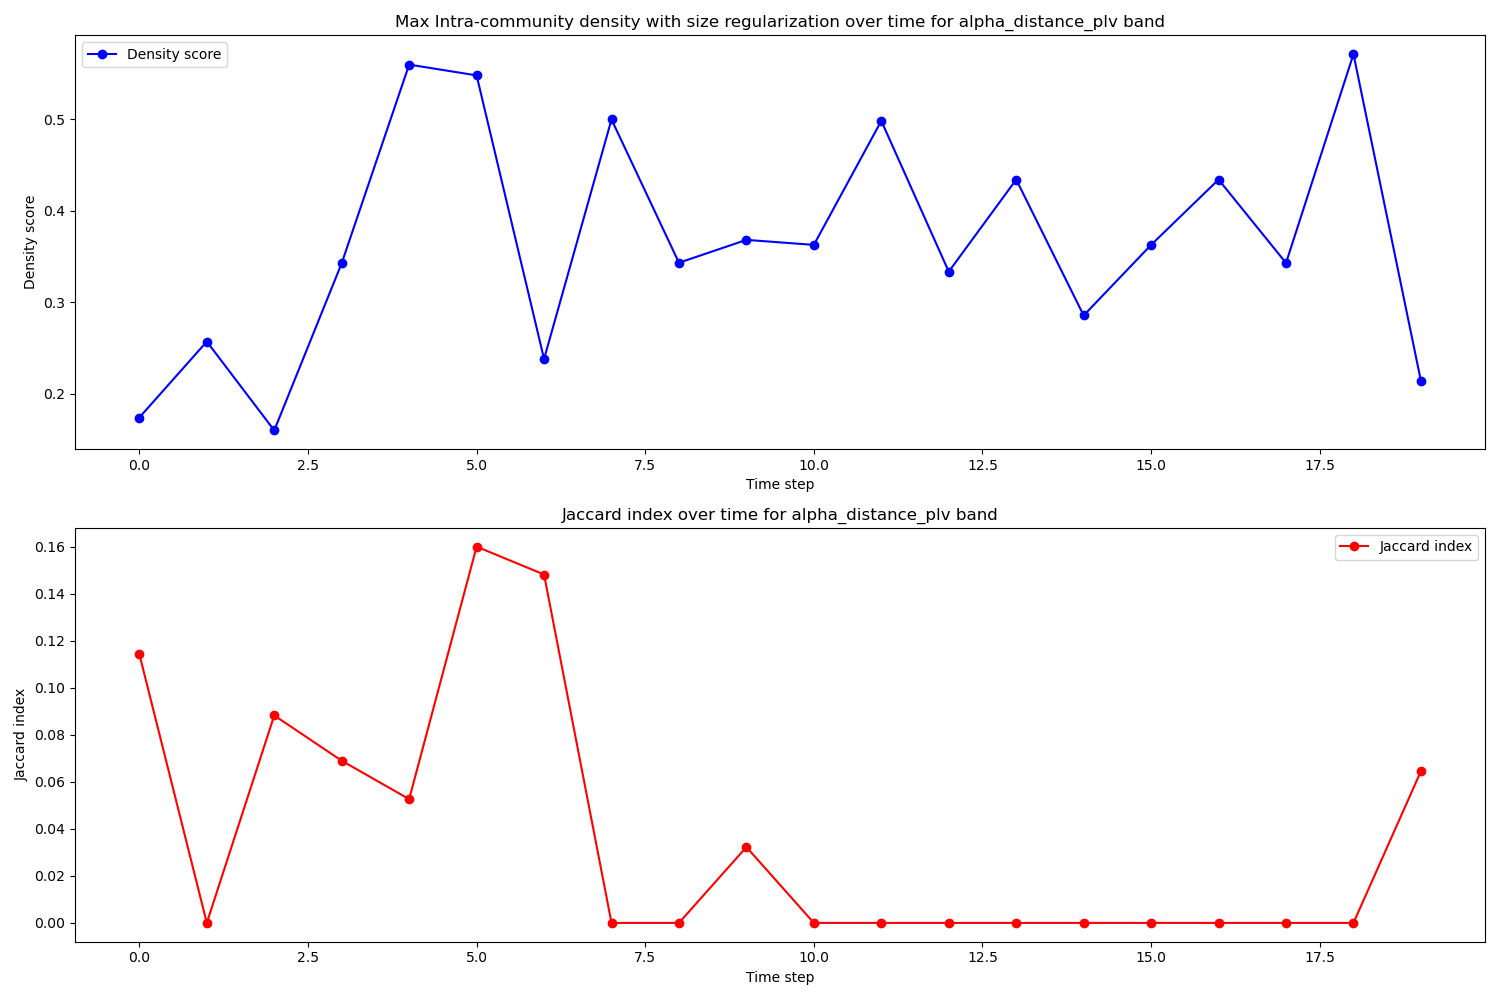 Max Intra-community density with size regularization over time for alpha_distance_plv band
Density score
Density score
0.5
0.4
0.3
0.2
0.0 2.5 5.0 7.5 10.0 12.5 15.0 17.5
Time step
Jaccard index over time for alpha_distance_plv band
Jaccard index
Jaccard index
0.16
0.14
0.12
0.10
0.08
0.06
0.04
0.02
0.00
0.0 2.5 5.0 7.5 10.0 12.5 15.0 17.5
Time step